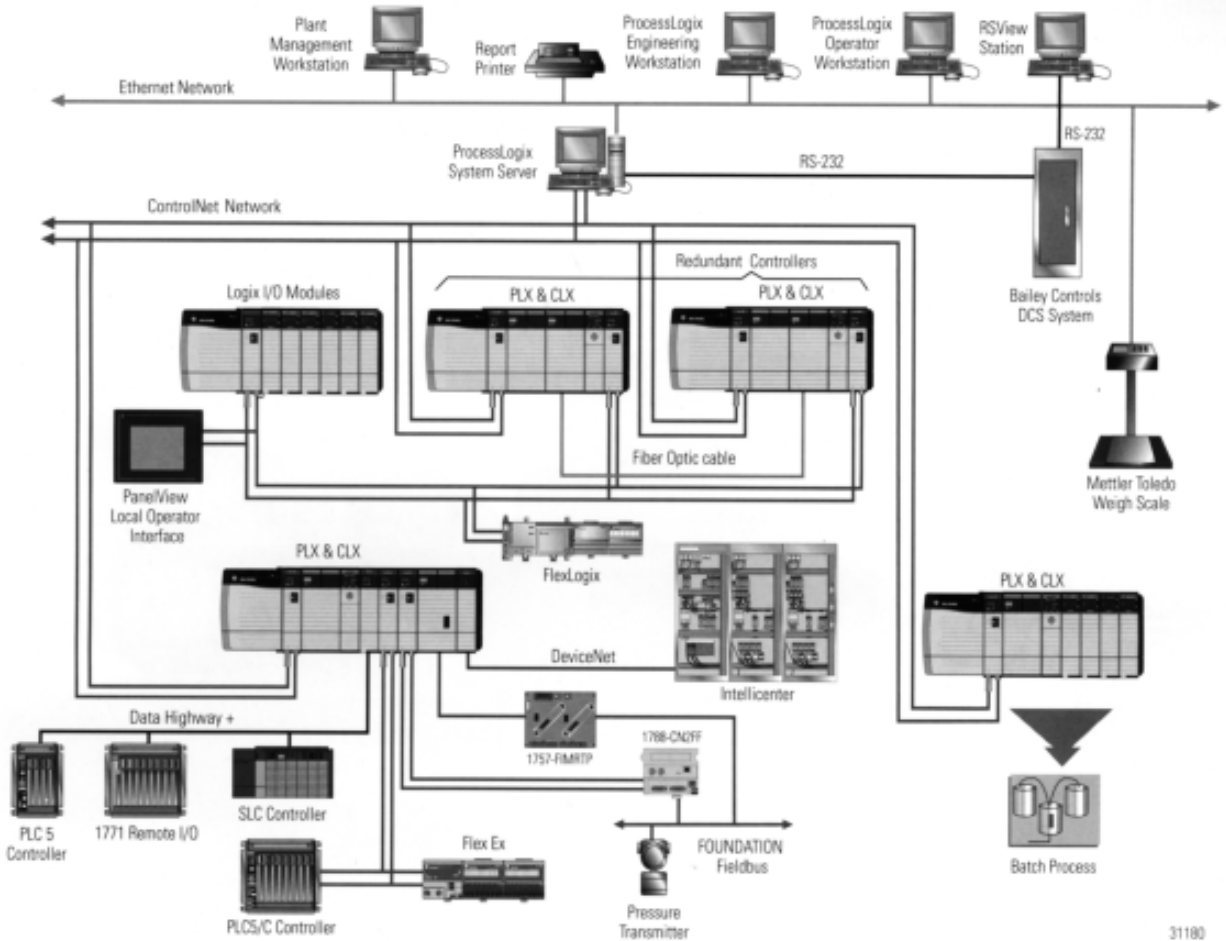 Plant
Management
Workstation
Report
Printer
ProcessLogix
Engineering
Workstation
ProcessLogix
Operator
Workstation
RSView
Station
Ethernet Network
RS-232
ProcessLogix
System Server
RS-232
ControlNet Network
Redundant Controllers
Logix I/O Modules
PLX & CLX
PLX & CLX
Bailey Controls
DCS System
Fiber Optic cable
PanelView
Local Operator
Interface
Mettler Toledo
Weigh Scale
FlexLogix
PLX & CLX
PLX & CLX
DeviceNet
Intellicenter
Data Highway +
1757-FIMRTP
1788-CN2FF
PLC 5
Controller
1771 Remote I/O
SLC Controller
FOUNDATION
Fieldbus
Batch Process
Flex Ex
PLC5/C Controller
Pressure
Transmitter
31180